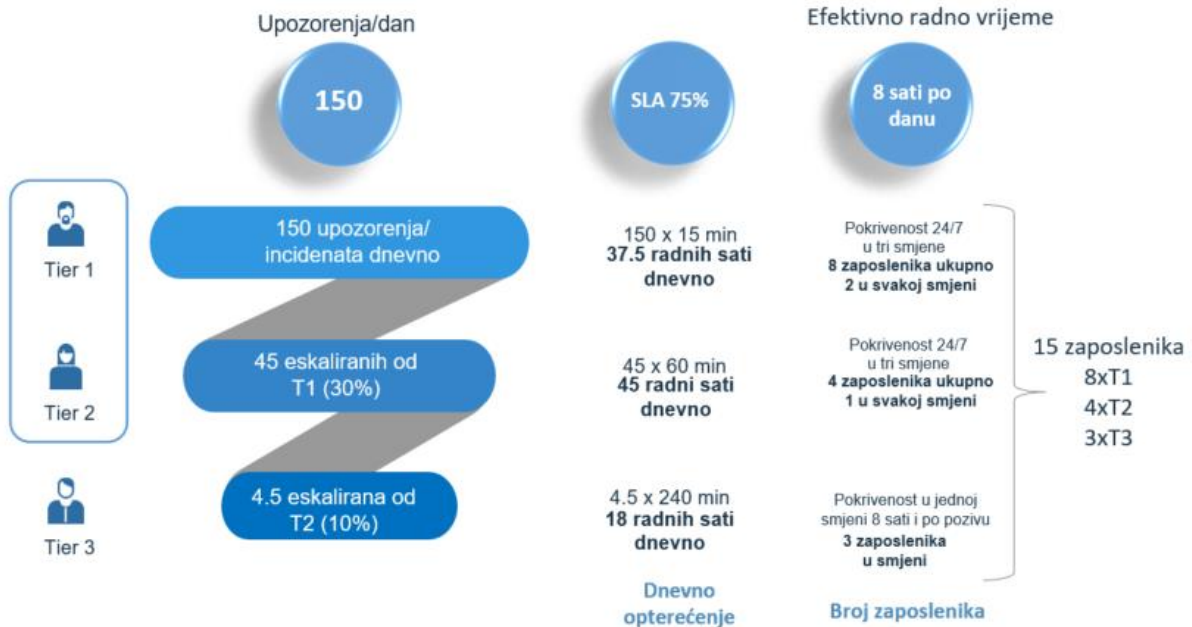 Upozorenja/dan
Efektivno radno vrijeme
150
SLA 75%
8 sati po
danu
Tier 1
150 upozorenja/
incidenata dnevno
150 x 15 min
37.5 radnih sati
dnevno
Pokrivenost 24/7
u tri smjene
8 zaposlenika ukupno
2 u svakoj smjeni
Tier 2
45 eskaliranih od
T1 (30%)
45 x 60 min
45 radni sati
dnevno
Pokrivenost 24/7
u tri smjene
4 zaposlenika ukupno
1 u svakoj smjeni
15 zaposlenika
8xT1
4xT2
3xT3
Tier 3
4.5 eskalirana od
T2 (10%)
4.5 x 240 min
18 radnih sati
dnevno
Pokrivenost u jednoj
smjeni 8 sati i po pozivu
3 zaposlenika
u smjeni
Dnevno
opterećenje
Broj zaposlenika